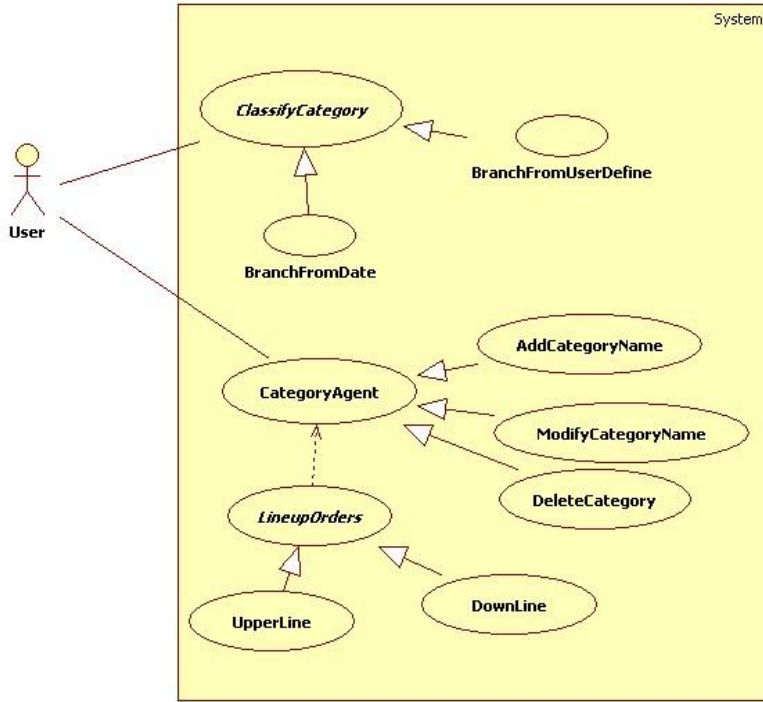 System
ClassifyCategory
BranchFromUserDefine
User
BranchFromDate
AddCategoryName
CategoryAgent
ModifyCategoryName
DeleteCategory
LineupOrders
DownLine
UpperLine